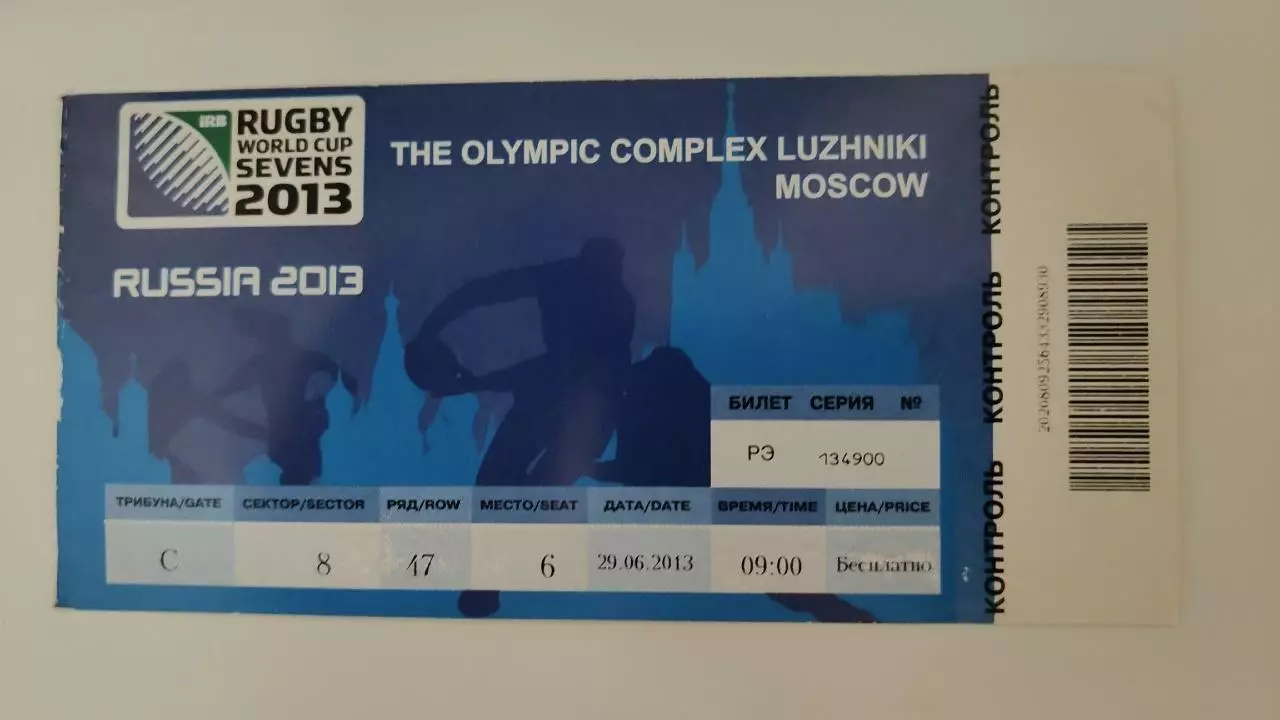 iRB
RUGBY
WORLD CUP
SEVENS
2013
THE OLYMPIC COMPLEX LUZHNIKI
MOSCOW
RUSSIA 2013
БИЛЕТ СЕРИЯ №
РЭ 134900
ТРИБУНА/GATE СЕКТОР/SECTOR РЯД/ROW МЕСТО/SEAT ДАТА/DATE ВРЕМЯ/TIME ЦЕНА/PRICE
C 8 47 6 29.06.2013 09:00 Бесплатно
КОНТРОЛЬ КОНТРОЛЬ КОНТРОЛЬ